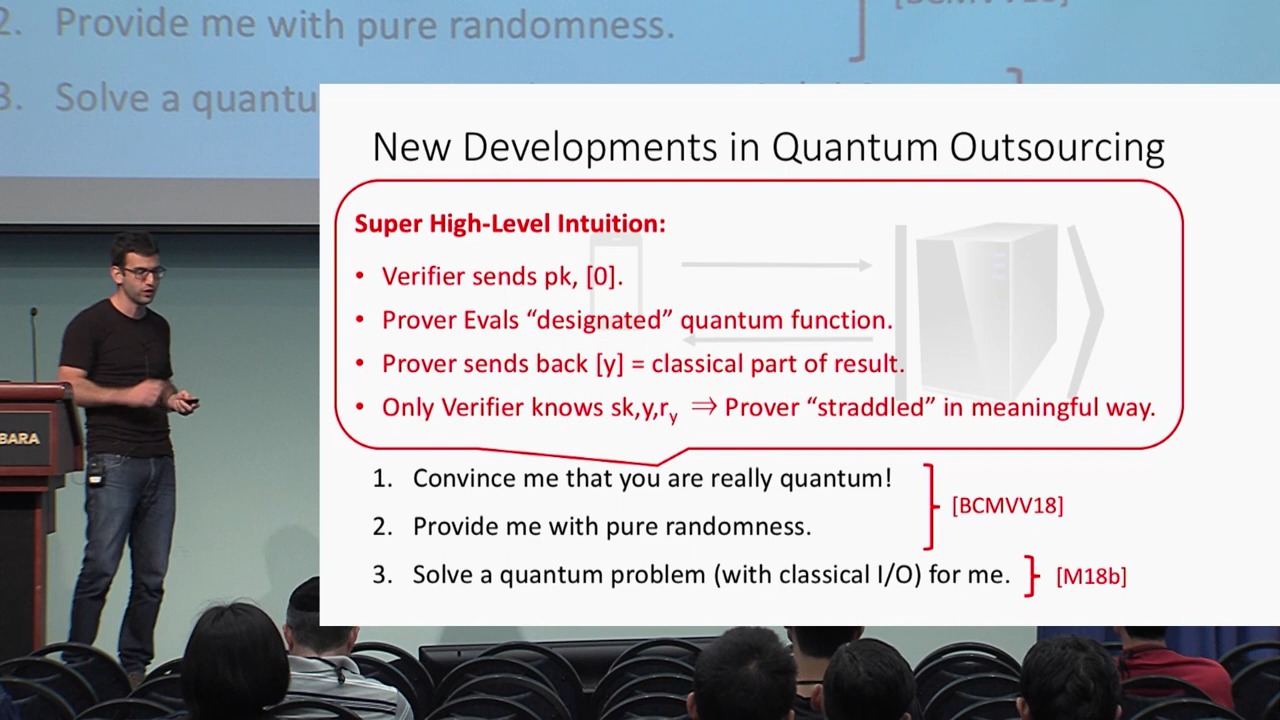 2. Provide me with pure randomness.
3. Solve a quantu
New Developments in Quantum Outsourcing
Super High-Level Intuition:
• Verifier sends pk, [0].
• Prover Evals “designated” quantum function.
• Prover sends back [y] = classical part of result.
• Only Verifier knows sk,y,ry ⇒ Prover “straddled” in meaningful way.
1. Convince me that you are really quantum!
2. Provide me with pure randomness.
[BCMVV18]
3. Solve a quantum problem (with classical I/O) for me.
[M18b]
BARA